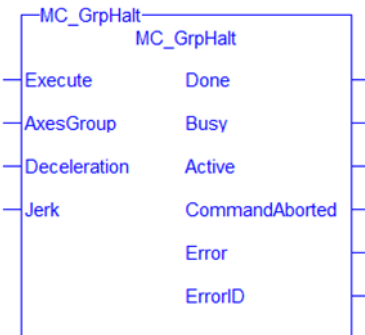 MC_GrpHalt
MC_GrpHalt
Execute Done
AxesGroup Busy
Deceleration Active
Jerk CommandAborted
Error
ErrorID